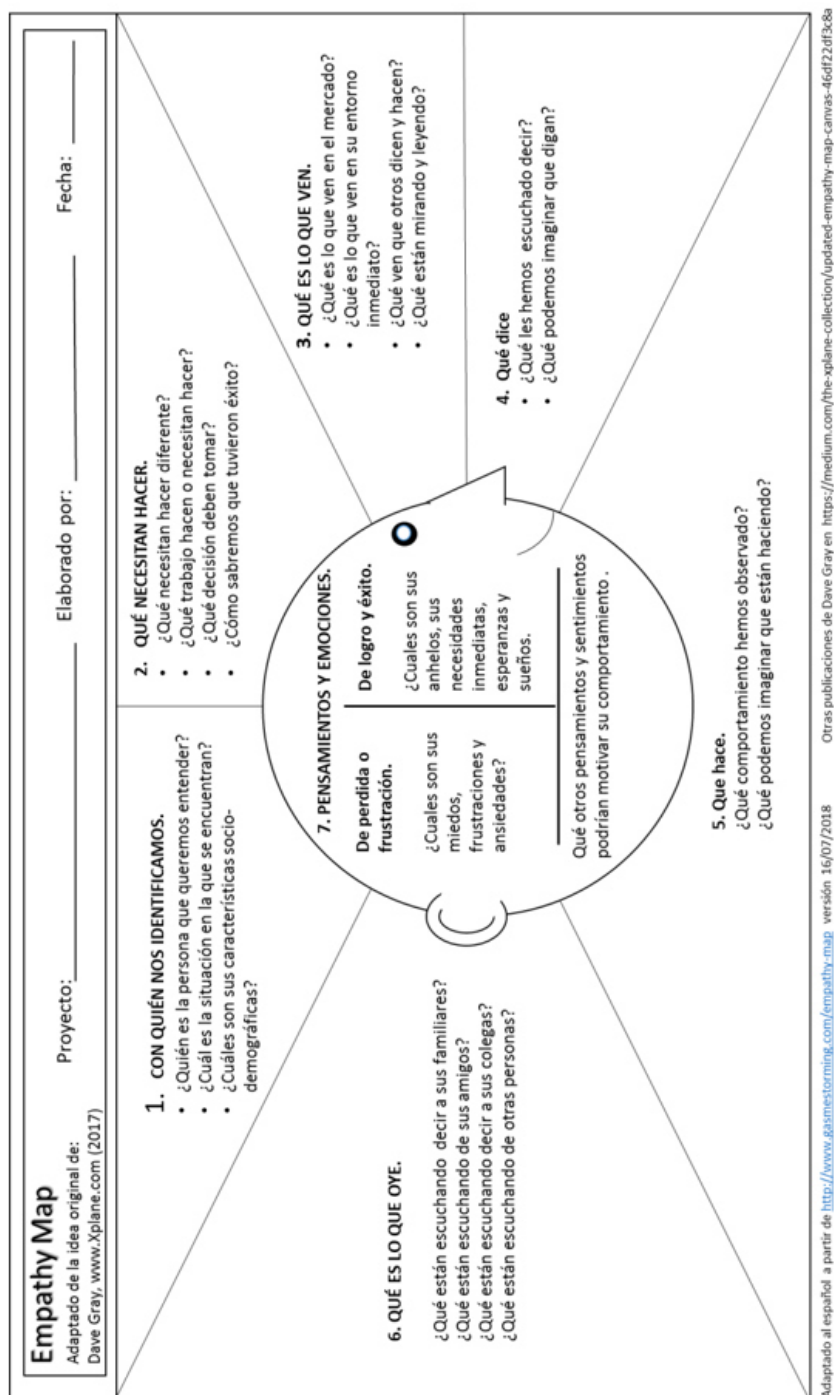 Empathy Map
Adaptado de la idea original de:
Dave Gray, www.Xplane.com (2017)
Proyecto:
Elaborado por:
Fecha:
1. CON QUIÉN NOS IDENTIFICAMOS.
• ¿Quién es la persona que queremos entender?
• ¿Cuál es la situación en la que se encuentran?
• ¿Cuáles son sus características socio-
demográficas?
2. QUÉ NECESITAN HACER.
• ¿Qué necesitan hacer diferente?
• ¿Qué trabajo hacen o necesitan hacer?
• ¿Qué decisión deben tomar?
• ¿Cómo sabremos que tuvieron éxito?
3. QUÉ ES LO QUE VEN.
• ¿Qué es lo que ven en el mercado?
• ¿Qué es lo que ven en su entorno
inmediato?
• ¿Qué ven que otros dicen y hacen?
• ¿Qué están mirando y leyendo?
4. Qué dice
• ¿Qué les hemos escuchado decir?
• ¿Qué podemos imaginar que digan?
5. Que hace.
¿Qué comportamiento hemos observado?
¿Qué podemos imaginar que están haciendo?
6. QUÉ ES LO QUE OYE.
¿Qué están escuchando decir a sus familiares?
¿Qué están escuchando de sus amigos?
¿Qué están escuchando decir a sus colegas?
¿Qué están escuchando de otras personas?
7. PENSAMIENTOS Y EMOCIONES.
De perdida o
frustración.
¿Cuales son sus
miedos,
frustraciones y
ansiedades?
De logro y éxito.
¿Cuales son sus
anhelos, sus
necesidades
inmediatas,
esperanzas y
sueños.
Qué otros pensamientos y sentimientos
podrían motivar su comportamiento .
Adaptado al español a partir de http://www.gasmestorming.com/empathy-map versión 16/07/2018 Otras publicaciones de Dave Gray en https://medium.com/the-xplane-collection/updated-empathy-map-canvas-46df22df3c8a